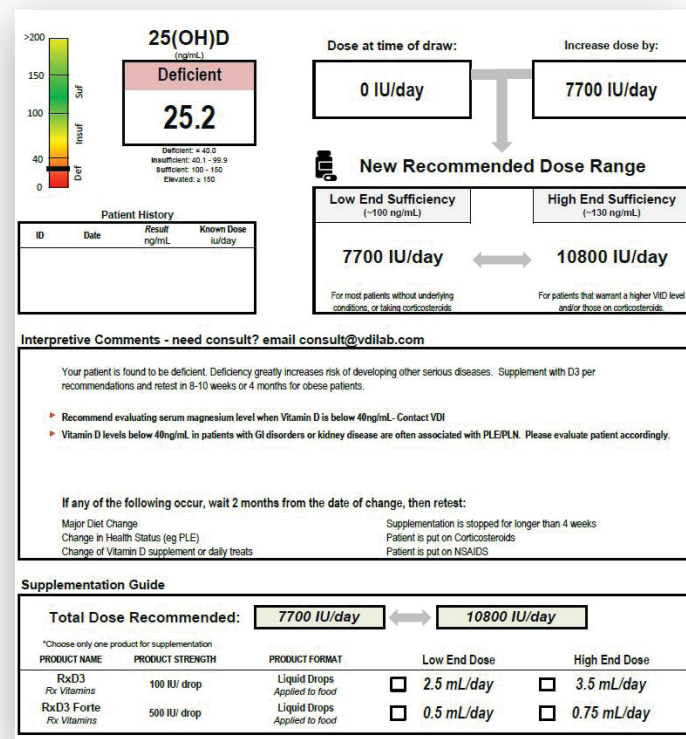 25(OH)D
(ng/mL)
>200
150
100
40
0
Suf
Insuf
Def
Deficient
25.2
Deficient: ≤ 40.0
Insufficient: 40.1 - 99.9
Sufficient: 100 - 150
Elevated: ≥ 150
Dose at time of draw:
Increase dose by:
0 IU/day
7700 IU/day
New Recommended Dose Range
Low End Sufficiency
(~100 ng/mL)
High End Sufficiency
(~130 ng/mL)
7700 IU/day
10800 IU/day
For most patients without underlying
conditions, or taking corticosteroids
For patients that warrant a higher VitD level
and/or those on corticosteroids.
Patient History
ID Date Result ng/mL Known Dose iu/day
Interpretive Comments - need consult? email consult@vdilab.com
Your patient is found to be deficient. Deficiency greatly increases risk of developing other serious diseases. Supplement with D3 per
recommendations and retest in 8-10 weeks or 4 months for obese patients.
Recommend evaluating serum magnesium level when Vitamin D is below 40ng/mL- Contact VDI
Vitamin D levels below 40ng/mL in patients with GI disorders or kidney disease are often associated with PLE/PLN. Please evaluate patient accordingly.
If any of the following occur, wait 2 months from the date of change, then retest:
Major Diet Change
Change in Health Status (eg PLE)
Change of Vitamin D supplement or daily treats
Supplementation is stopped for longer than 4 weeks
Patient is put on Corticosteroids
Patient is put on NSAIDS
Supplementation Guide
Total Dose Recommended: 7700 IU/day 10800 IU/day
*Choose only one product for supplementation
PRODUCT NAME PRODUCT STRENGTH PRODUCT FORMAT Low End Dose High End Dose
RxD3
Rx Vitamins
100 IU/ drop
Liquid Drops
Applied to food
2.5 mL/day
3.5 mL/day
RxD3 Forte
Rx Vitamins
500 IU/ drop
Liquid Drops
Applied to food
0.5 mL/day
0.75 mL/day